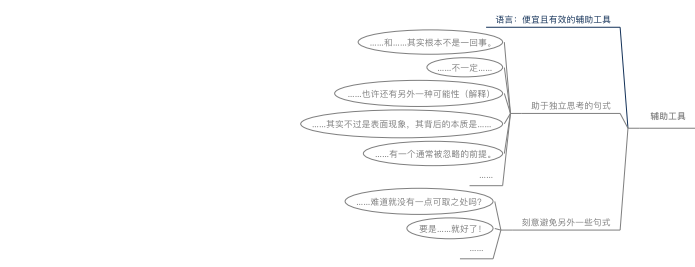 语言：便宜且有效的辅助工具
……和……其实根本不是一回事。
……不一定……
……也许还有另外一种可能性（解释）
助于独立思考的句式
辅助工具
……其实不过是表面现象，其背后的本质是……
……有一个通常被忽略的前提。
……
……难道就没有一点可取之处吗？
刻意避免另外一些句式
要是……就好了！
……